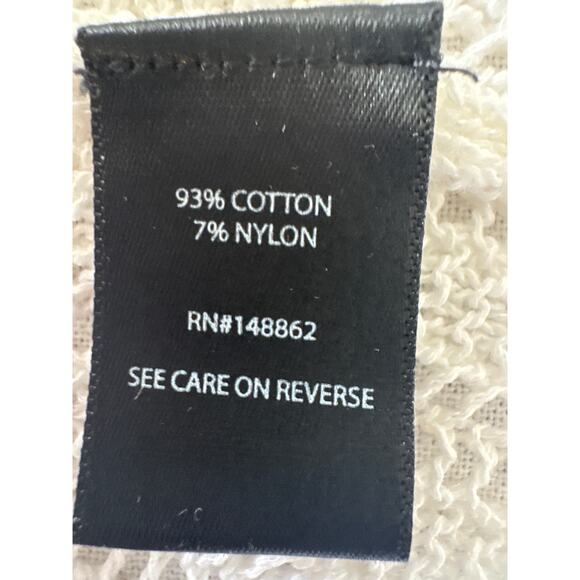 93% COTTON
7% NYLON
RN#148862
SEE CARE ON REVERSE